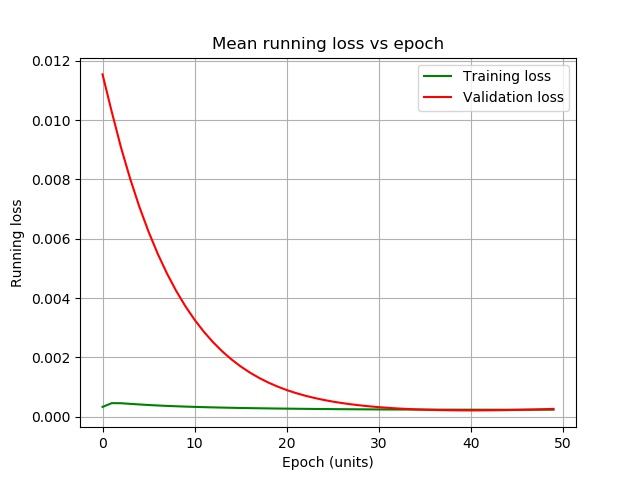 Mean running loss vs epoch
Training loss
Validation loss
0.012
0.010
0.008
0.006
0.004
0.002
0.000
Running loss
0 10 20 30 40 50
Epoch (units)